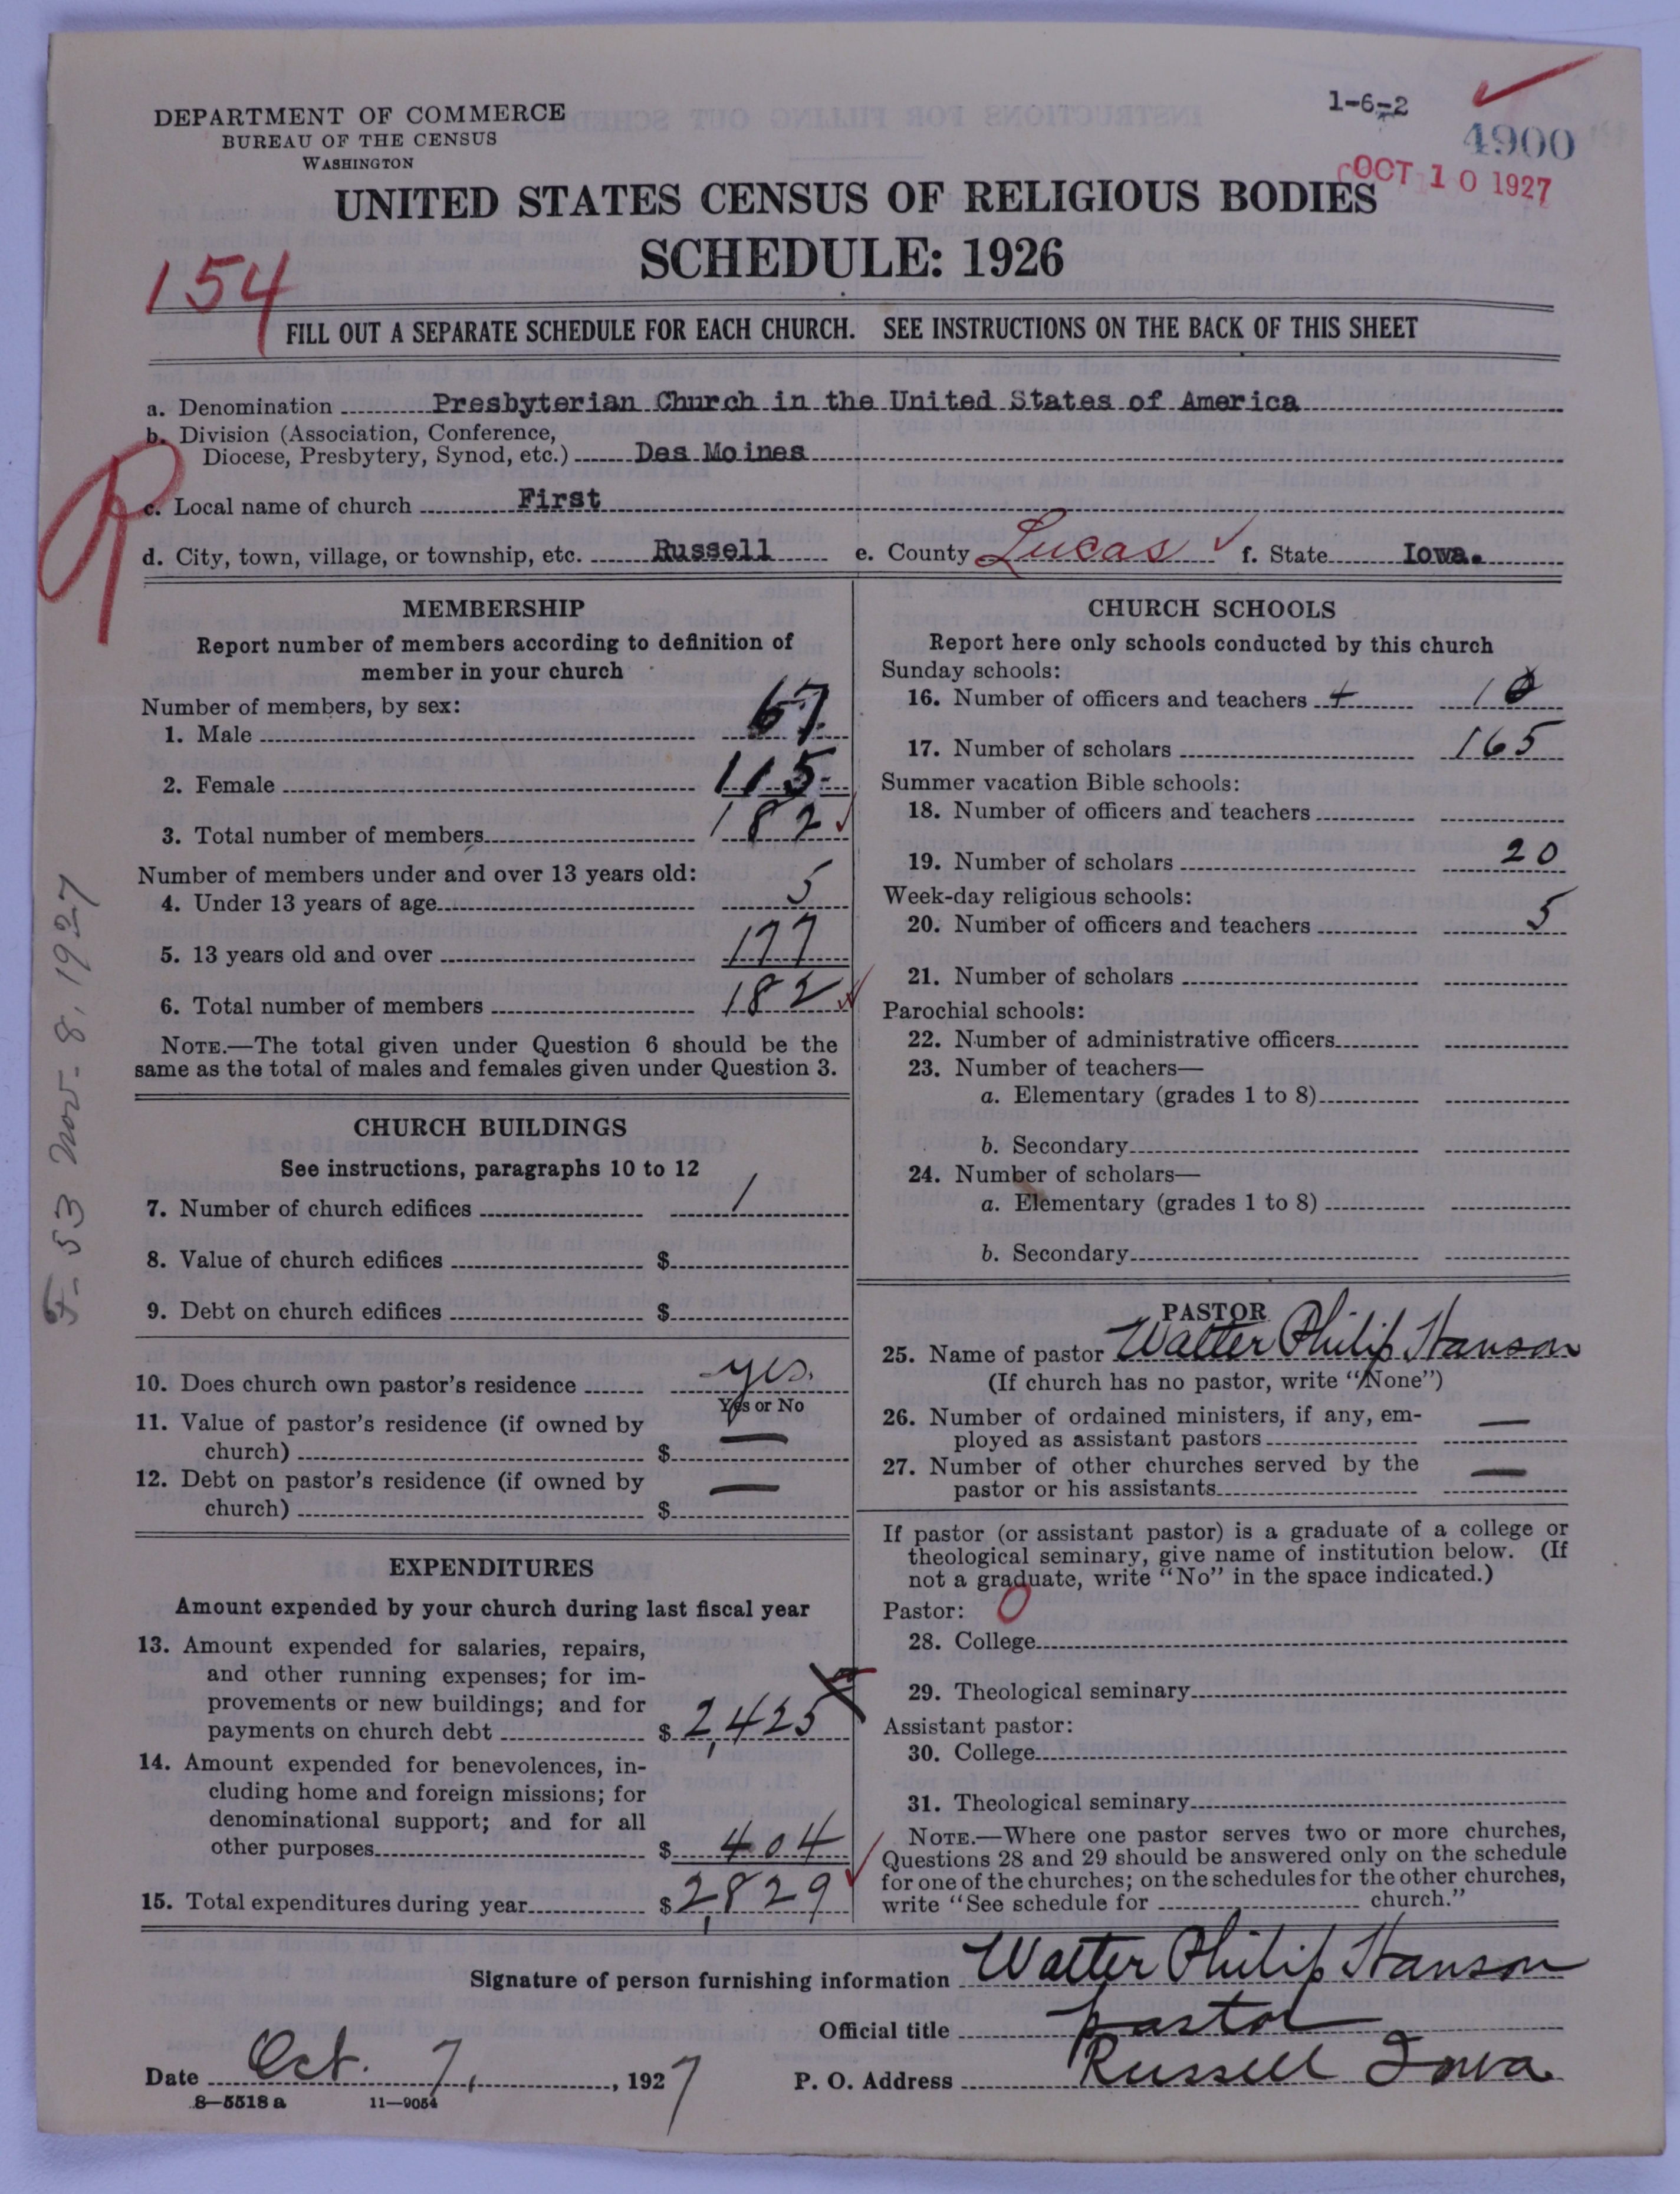 1-6-2
4900
OCT 10 1927
DEPARTMENT OF COMMERCE
BUREAU OF THE CENSUS
WASHINGTON
UNITED STATES CENSUS OF RELIGIOUS BODIES
SCHEDULE: 1926
154
FILL OUT A SEPARATE SCHEDULE FOR EACH CHURCH. SEE INSTRUCTIONS ON THE BACK OF THIS SHEET
a. Denomination Presbyterian Church in the United States of America
b. Division (Association, Conference,
Diocese, Presbytery, Synod, etc.) Des Moines
R
c. Local name of church First
d. City, town, village, or township, etc. Russell e. County Lucas f. State Iowa.
MEMBERSHIP
Report number of members according to definition of
member in your church
Number of members, by sex:
1. Male 67
2. Female 115
3. Total number of members 182
Number of members under and over 13 years old:
4. Under 13 years of age 5
5. 13 years old and over 177
6. Total number of members 182
NOTE.—The total given under Question 6 should be the
same as the total of males and females given under Question 3.
CHURCH BUILDINGS
See instructions, paragraphs 10 to 12
7. Number of church edifices 1
8. Value of church edifices $
9. Debt on church edifices $
10. Does church own pastor's residence yes.
Yes or No
11. Value of pastor's residence (if owned by
church) $ —
12. Debt on pastor's residence (if owned by
church) $ —
EXPENDITURES
Amount expended by your church during last fiscal year
13. Amount expended for salaries, repairs,
and other running expenses; for im-
provements or new buildings; and for
payments on church debt $ 2,425
14. Amount expended for benevolences, in-
cluding home and foreign missions; for
denominational support; and for all
other purposes $ 404
15. Total expenditures during year $ 2,829
CHURCH SCHOOLS
Report here only schools conducted by this church
Sunday schools:
16. Number of officers and teachers 10
17. Number of scholars 165
Summer vacation Bible schools:
18. Number of officers and teachers
19. Number of scholars 20
Week-day religious schools:
20. Number of officers and teachers 5
21. Number of scholars
Parochial schools:
22. Number of administrative officers
23. Number of teachers—
a. Elementary (grades 1 to 8)
b. Secondary
24. Number of scholars—
a. Elementary (grades 1 to 8)
b. Secondary
PASTOR
25. Name of pastor Walter Philip Hanson
(If church has no pastor, write "None")
26. Number of ordained ministers, if any, em-
ployed as assistant pastors —
27. Number of other churches served by the
pastor or his assistants —
If pastor (or assistant pastor) is a graduate of a college or
theological seminary, give name of institution below. (If
not a graduate, write "No" in the space indicated.)
Pastor: 0
28. College
29. Theological seminary
Assistant pastor:
30. College
31. Theological seminary
NOTE.—Where one pastor serves two or more churches,
Questions 28 and 29 should be answered only on the schedule
for one of the churches; on the schedules for the other churches,
write "See schedule for church."
Signature of person furnishing information Walter Philip Hanson
Official title pastor
Date Oct. 7, 1927 P. O. Address Russell Iowa
8—5518 a 11—9054
F-53 Nov-8, 1927